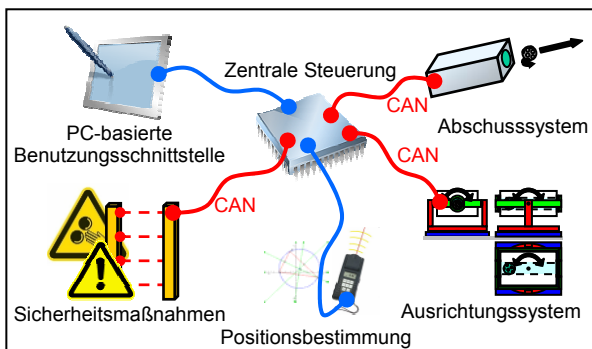 Zentrale Steuerung
PC-basierte
Benutzungsschnittstelle
CAN
Abschusssystem
CAN
CAN
Sicherheitsmaßnahmen
Positionsbestimmung
Ausrichtungssystem